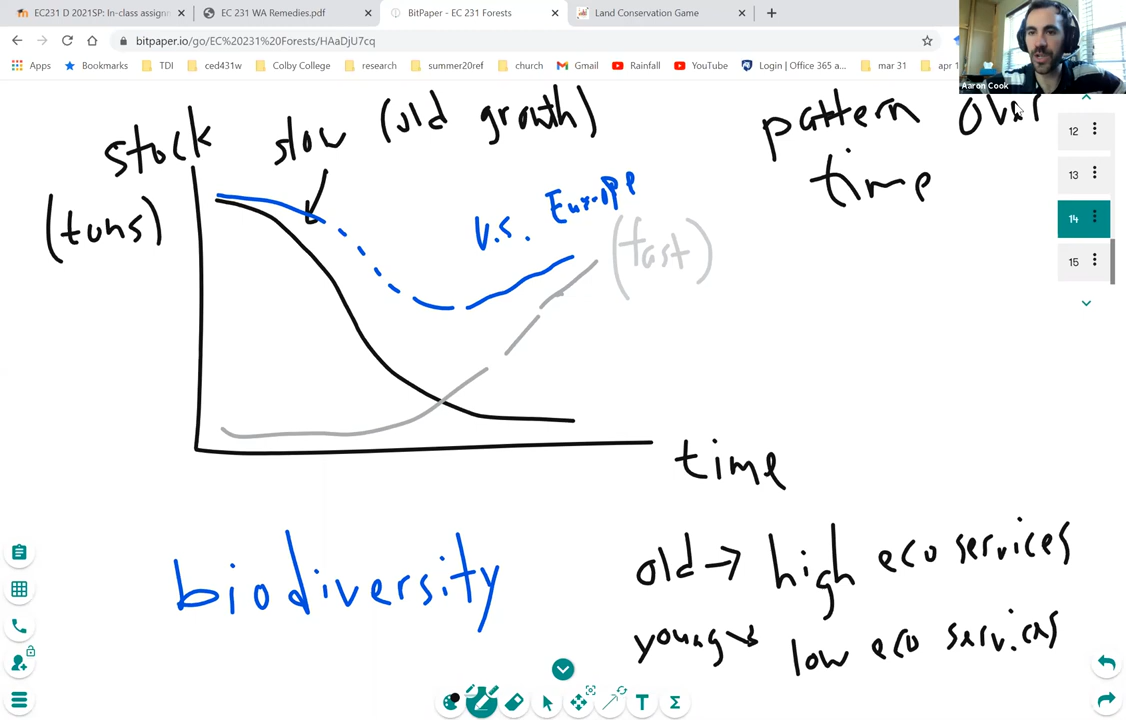 EC231 D 2021SP: In-class assignm
EC 231 WA Remedies.pdf
BitPaper - EC 231 Forests
Land Conservation Game
bitpaper.io/go/EC%20231%20Forests/HAaDjU7cq
Apps
Bookmarks
TDI
ced431w
Colby College
research
summer20ref
church
Gmail
Rainfall
YouTube
Login | Office 365 a...
mar 31
apr 1
Aaron Cook
stock
(tons)
slow (old growth)
pattern over
time
U.S. Europe
(fast)
12
13
14
15
time
biodiversity
old → high eco services
young → low eco services
T
Σ